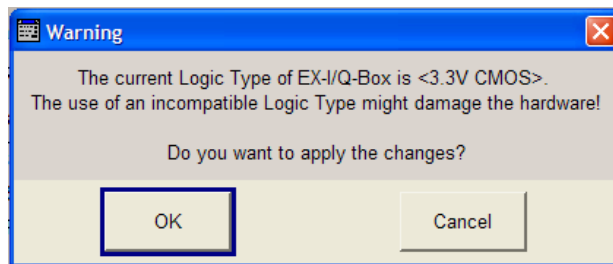 Warning
The current Logic Type of EX-I/Q-Box is <3.3V CMOS>.
The use of an incompatible Logic Type might damage the hardware!
Do you want to apply the changes?
OK
Cancel